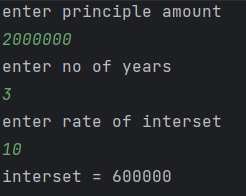 enter principle amount
2000000
enter no of years
3
enter rate of interset
10
interset = 600000